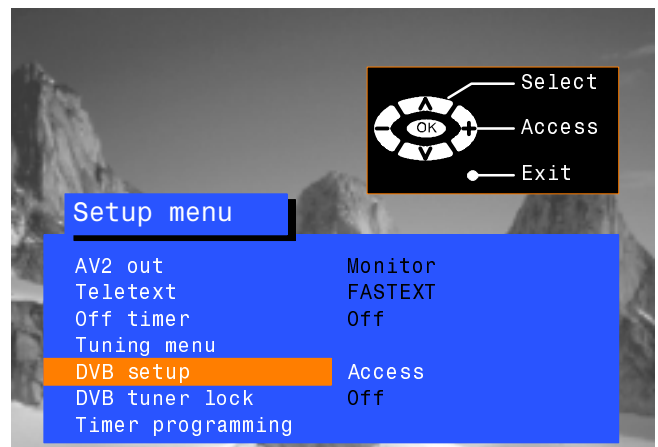 Select
OK
Access
Exit
Setup menu
AV2 out Monitor
Teletext FASTEXT
Off timer Off
Tuning menu
DVB setup Access
DVB tuner lock Off
Timer programming